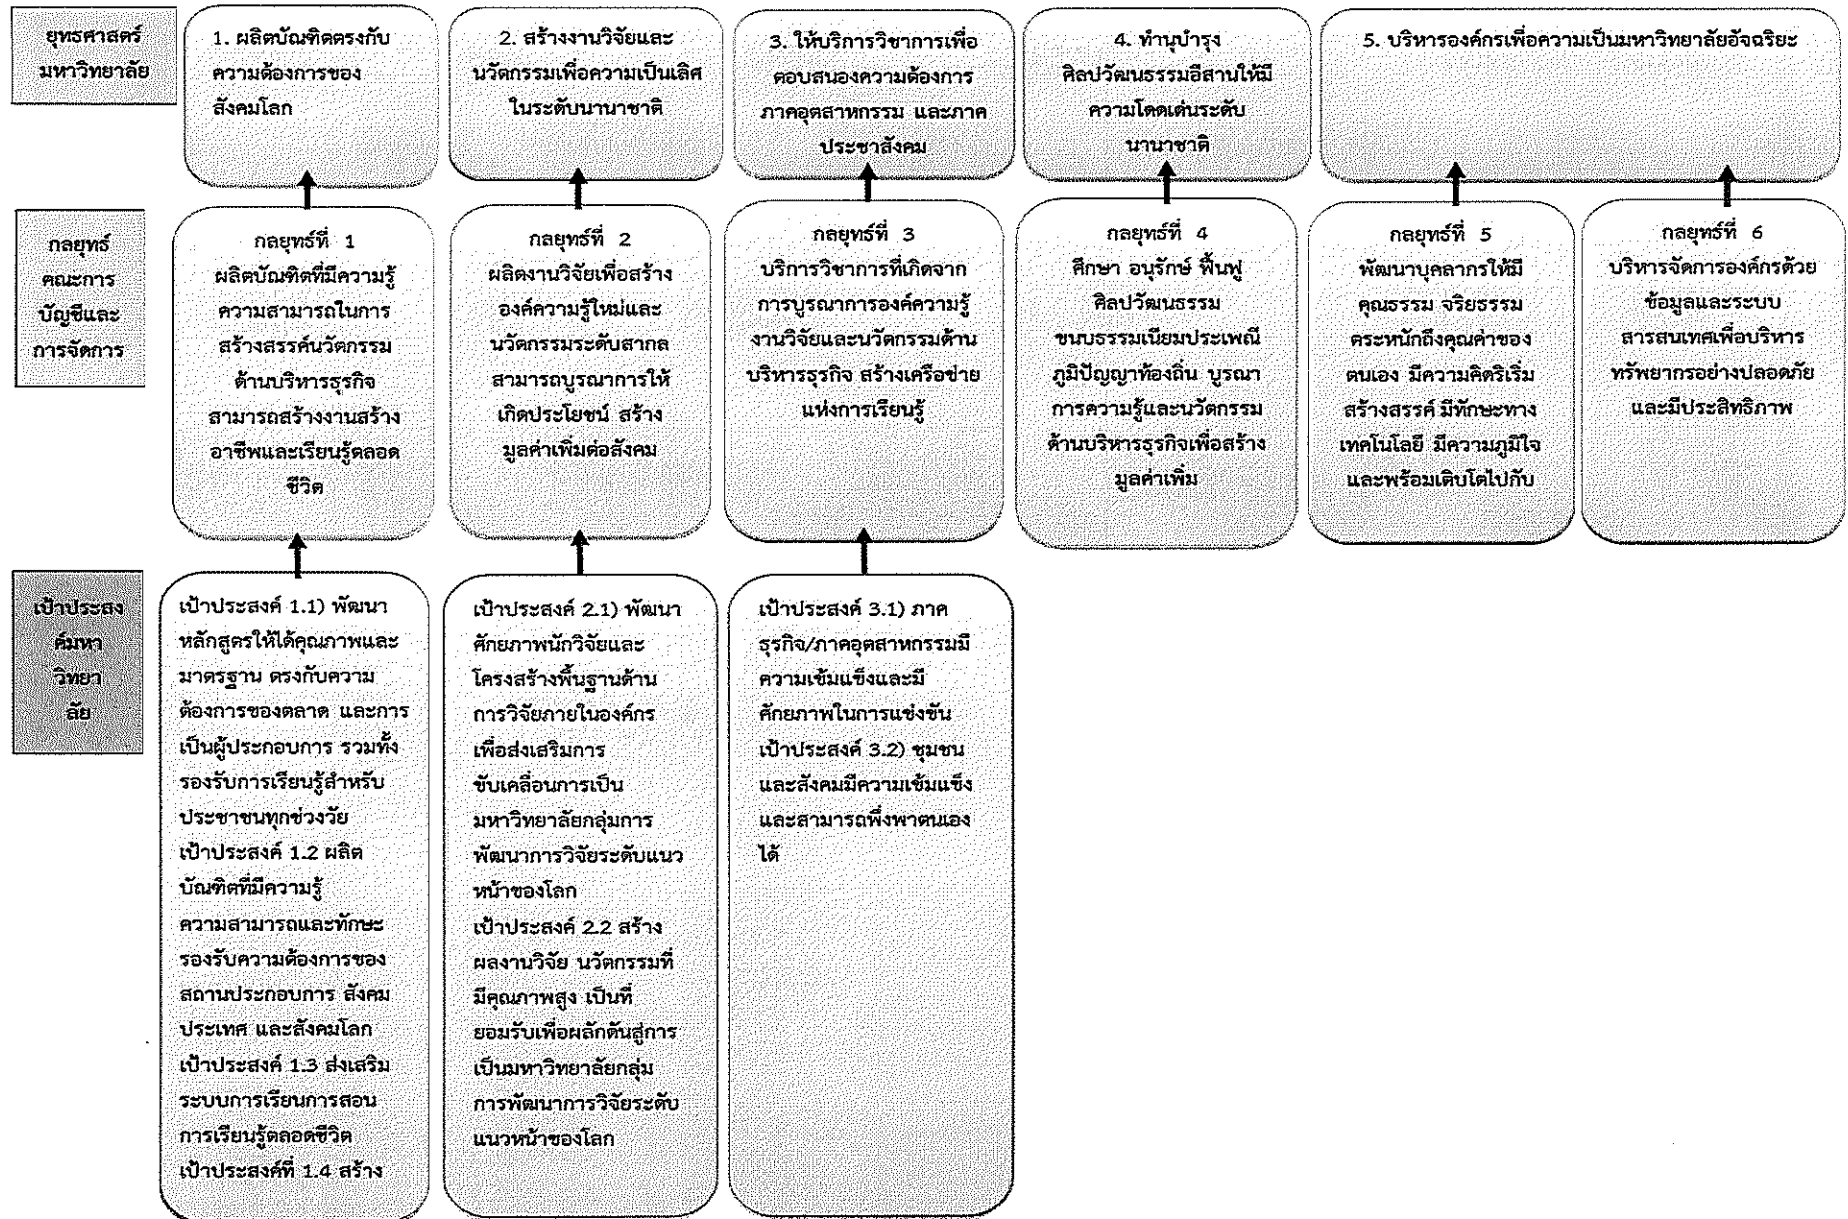 ยุทธศาสตร์
มหาวิทยาลัย
1. ผลิตบัณฑิตตรงกับ
ความต้องการของ
สังคมโลก
2. สร้างงานวิจัยและ
นวัตกรรมเพื่อความเป็นเลิศ
ในระดับนานาชาติ
3. ให้บริการวิชาการเพื่อ
ตอบสนองความต้องการ
ภาคอุตสาหกรรม และภาค
ประชาสังคม
4. ทำนุบำรุง
ศิลปวัฒนธรรมอีสานให้มี
ความโดดเด่นระดับ
นานาชาติ
5. บริหารองค์กรเพื่อความเป็นมหาวิทยาลัยอัจฉริยะ
กลยุทธ์
คณะการ
บัญชีและ
การจัดการ
กลยุทธ์ที่ 1
ผลิตบัณฑิตที่มีความรู้
ความสามารถในการ
สร้างสรรค์นวัตกรรม
ด้านบริหารธุรกิจ
สามารถสร้างงานสร้าง
อาชีพและเรียนรู้ตลอด
ชีวิต
กลยุทธ์ที่ 2
ผลิตงานวิจัยเพื่อสร้าง
องค์ความรู้ใหม่และ
นวัตกรรมระดับสากล
สามารถบูรณาการให้
เกิดประโยชน์ สร้าง
มูลค่าเพิ่มต่อสังคม
กลยุทธ์ที่ 3
บริการวิชาการที่เกิดจาก
การบูรณาการองค์ความรู้
งานวิจัยและนวัตกรรมด้าน
บริหารธุรกิจ สร้างเครือข่าย
แห่งการเรียนรู้
กลยุทธ์ที่ 4
ศึกษา อนุรักษ์ ฟื้นฟู
ศิลปวัฒนธรรม
ขนบธรรมเนียมประเพณี
ภูมิปัญญาท้องถิ่น บูรณา
การความรู้และนวัตกรรม
ด้านบริหารธุรกิจเพื่อสร้าง
มูลค่าเพิ่ม
กลยุทธ์ที่ 5
พัฒนาบุคลากรให้มี
คุณธรรม จริยธรรม
ตระหนักถึงคุณค่าของ
ตนเอง มีความคิดริเริ่ม
สร้างสรรค์ มีทักษะทาง
เทคโนโลยี มีความภูมิใจ
และพร้อมเติบโตไปกับ
กลยุทธ์ที่ 6
บริหารจัดการองค์กรด้วย
ข้อมูลและระบบ
สารสนเทศเพื่อบริหาร
ทรัพยากรอย่างปลอดภัย
และมีประสิทธิภาพ
เป้าประสง
ค์มหา
วิทยา
ลัย
เป้าประสงค์ 1.1) พัฒนา
หลักสูตรให้ได้คุณภาพและ
มาตรฐาน ตรงกับความ
ต้องการของตลาด และการ
เป็นผู้ประกอบการ รวมทั้ง
รองรับการเรียนรู้สำหรับ
ประชาชนทุกช่วงวัย
เป้าประสงค์ 1.2 ผลิต
บัณฑิตที่มีความรู้
ความสามารถและทักษะ
รองรับความต้องการของ
สถานประกอบการ สังคม
ประเทศ และสังคมโลก
เป้าประสงค์ 1.3 ส่งเสริม
ระบบการเรียนการสอน
การเรียนรู้ตลอดชีวิต
เป้าประสงค์ที่ 1.4 สร้าง
เป้าประสงค์ 2.1) พัฒนา
ศักยภาพนักวิจัยและ
โครงสร้างพื้นฐานด้าน
การวิจัยภายในองค์กร
เพื่อส่งเสริมการ
ขับเคลื่อนการเป็น
มหาวิทยาลัยกลุ่มการ
พัฒนาการวิจัยระดับแนว
หน้าของโลก
เป้าประสงค์ 2.2 สร้าง
ผลงานวิจัย นวัตกรรมที่
มีคุณภาพสูง เป็นที่
ยอมรับเพื่อผลักดันสู่การ
เป็นมหาวิทยาลัยกลุ่ม
การพัฒนาการวิจัยระดับ
แนวหน้าของโลก
เป้าประสงค์ 3.1) ภาค
ธุรกิจ/ภาคอุตสาหกรรมมี
ความเข้มแข็งและมี
ศักยภาพในการแข่งขัน
เป้าประสงค์ 3.2) ชุมชน
และสังคมมีความเข้มแข็ง
และสามารถพึ่งพาตนเอง
ได้